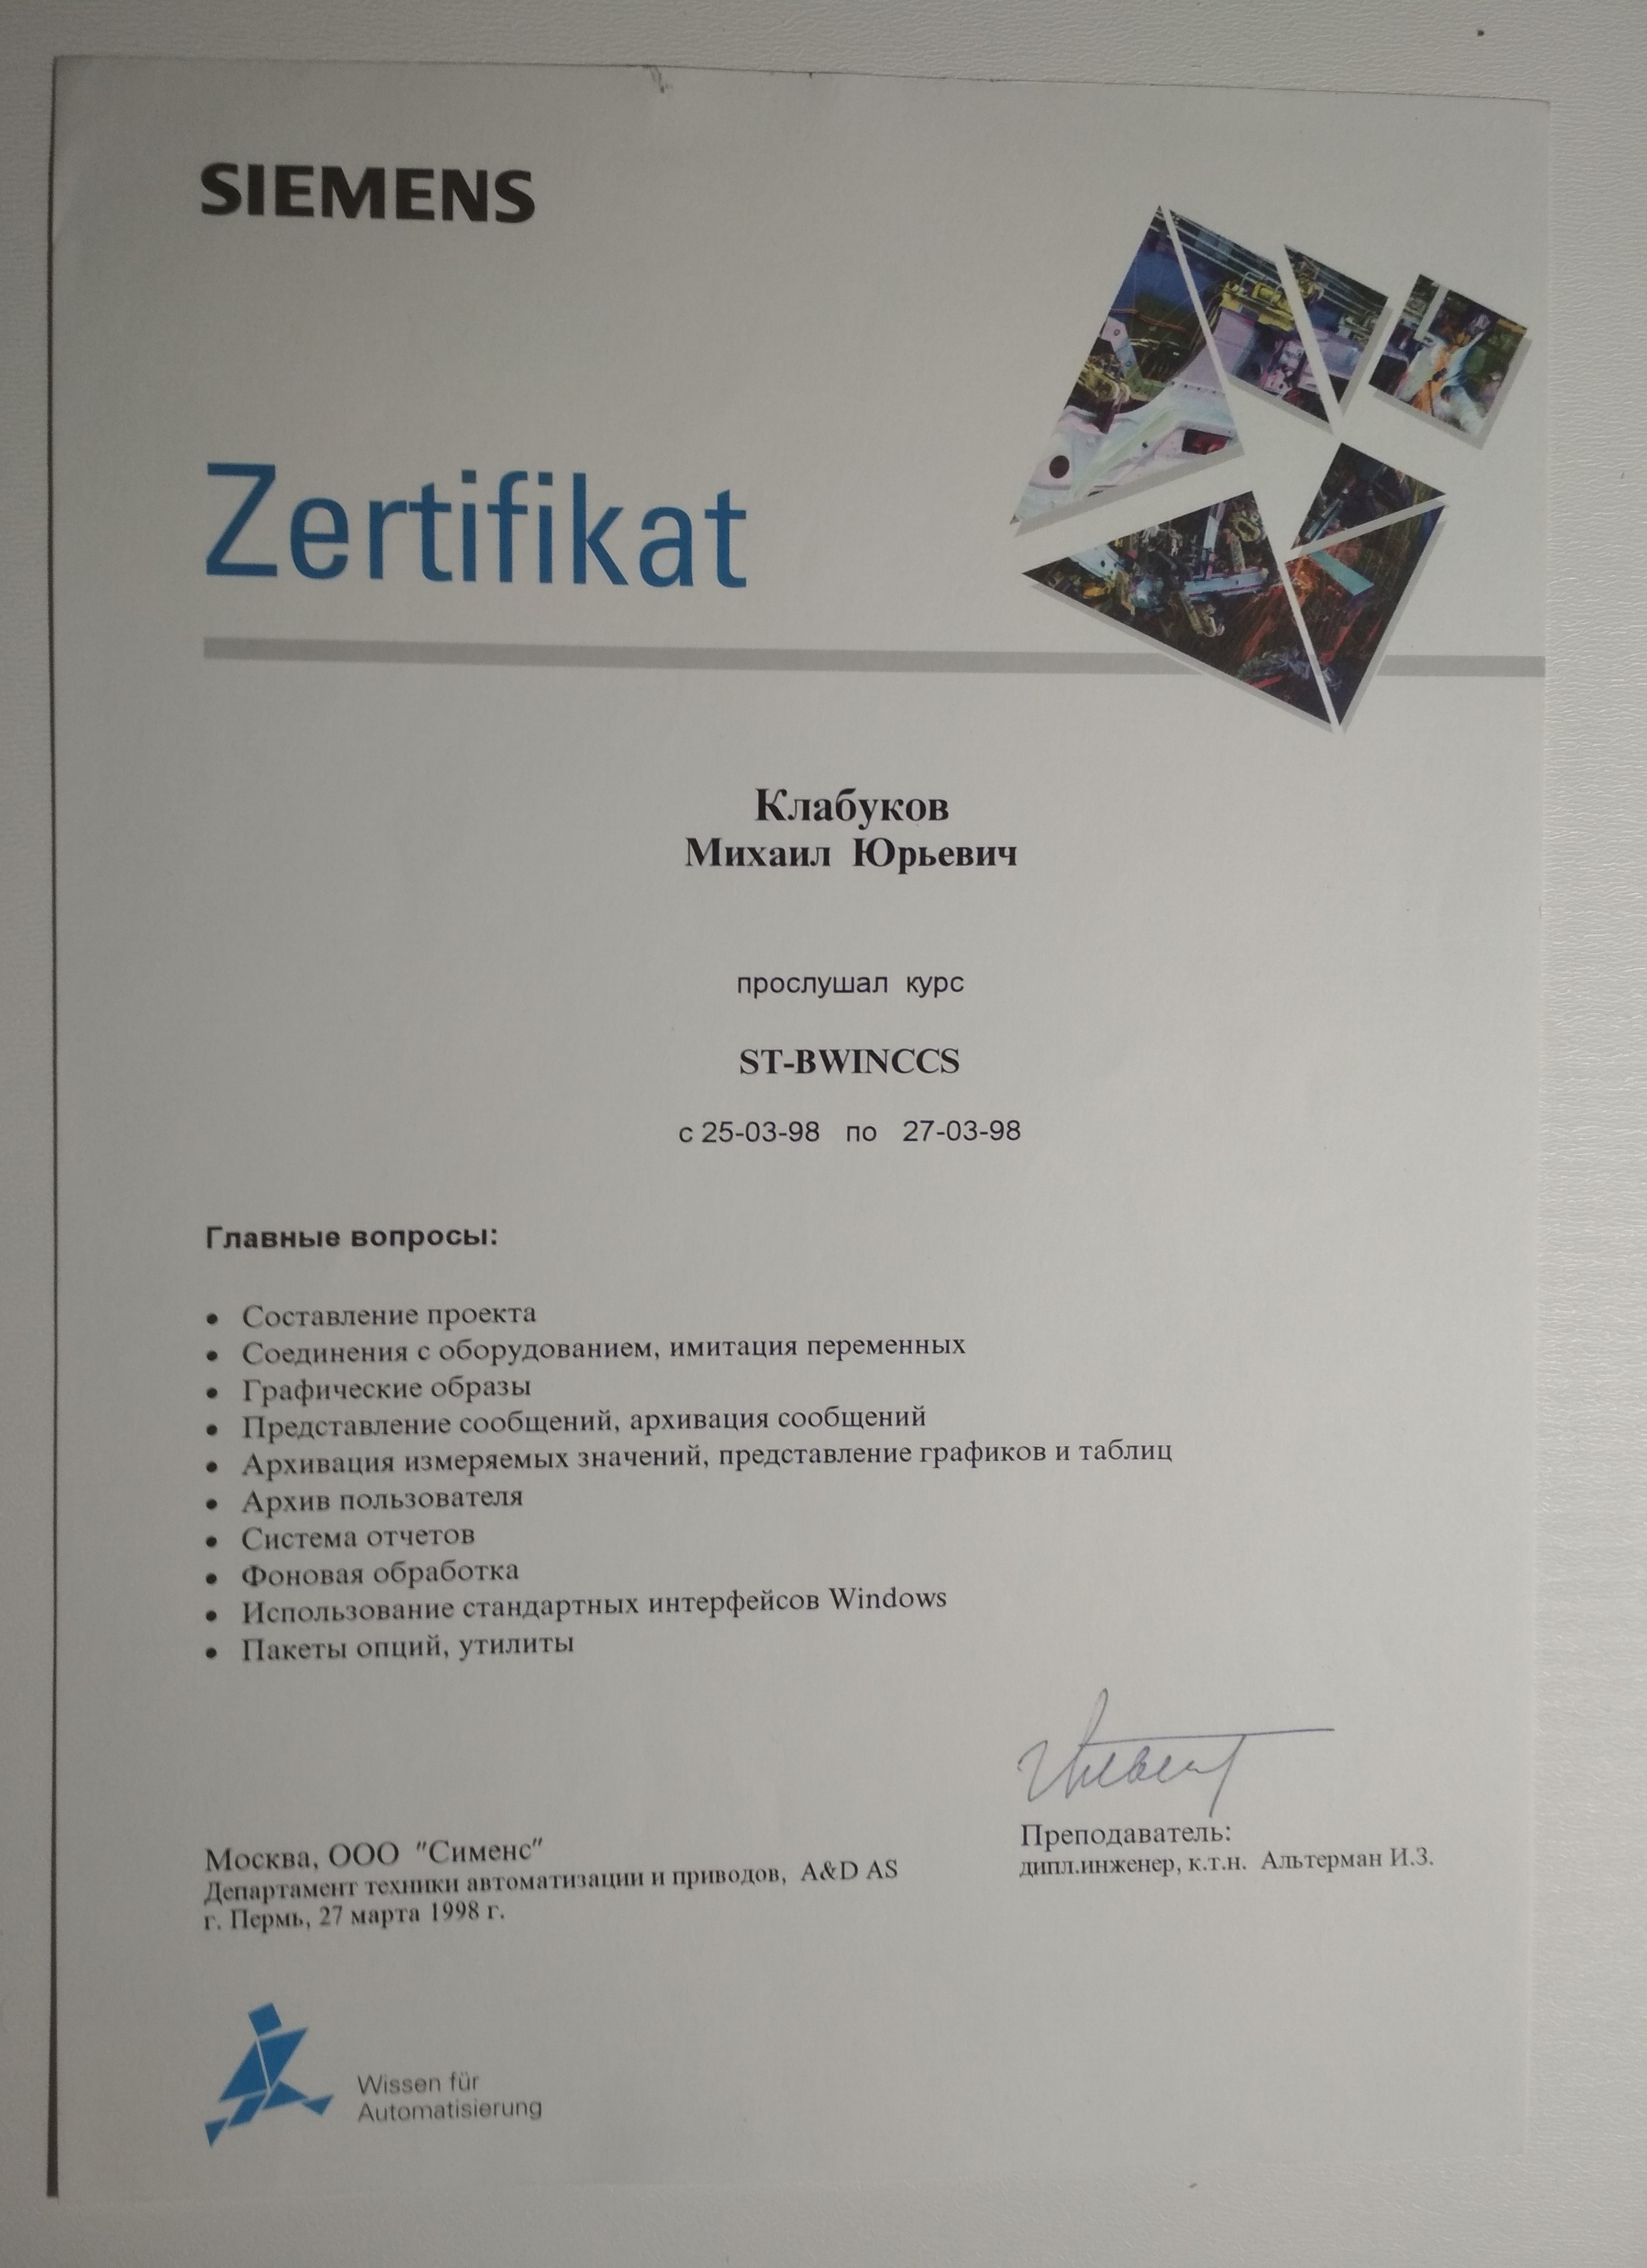 SIEMENS
Zertifikat
Клабуков
Михаил Юрьевич
прослушал курс
ST-BWINCCS
с 25-03-98 по 27-03-98
Главные вопросы:
• Составление проекта
• Соединения с оборудованием, имитация переменных
• Графические образы
• Представление сообщений, архивация сообщений
• Архивация измеряемых значений, представление графиков и таблиц
• Архив пользователя
• Система отчетов
• Фоновая обработка
• Использование стандартных интерфейсов Windows
• Пакеты опций, утилиты
Москва, ООО "Сименс"
Департамент техники автоматизации и приводов, A&D AS
г. Пермь, 27 марта 1998 г.
Преподаватель:
дипл.инженер, к.т.н. Альтерман И.З.
Wissen für
Automatisierung